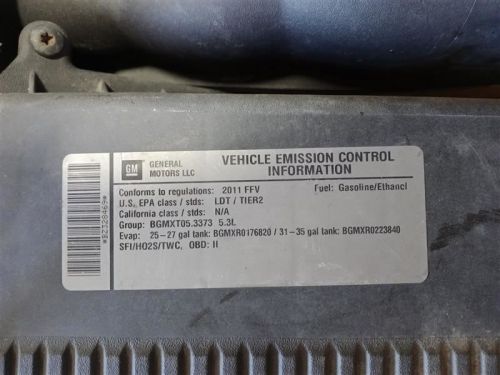 GM
GENERAL
MOTORS LLC
VEHICLE EMISSION CONTROL
INFORMATION
Conforms to regulations: 2011 FFV Fuel: Gasoline/Ethanol
U.S. EPA class / stds: LDT / TIER2
California class / stds: N/A
Group: BGMXT05.3373 5.3L
Evap: 25-27 gal tank: BGMXR0176820 / 31-35 gal tank: BGMXR0223840
SFI/HO2S/TWC, OBD: II
*B2328469*